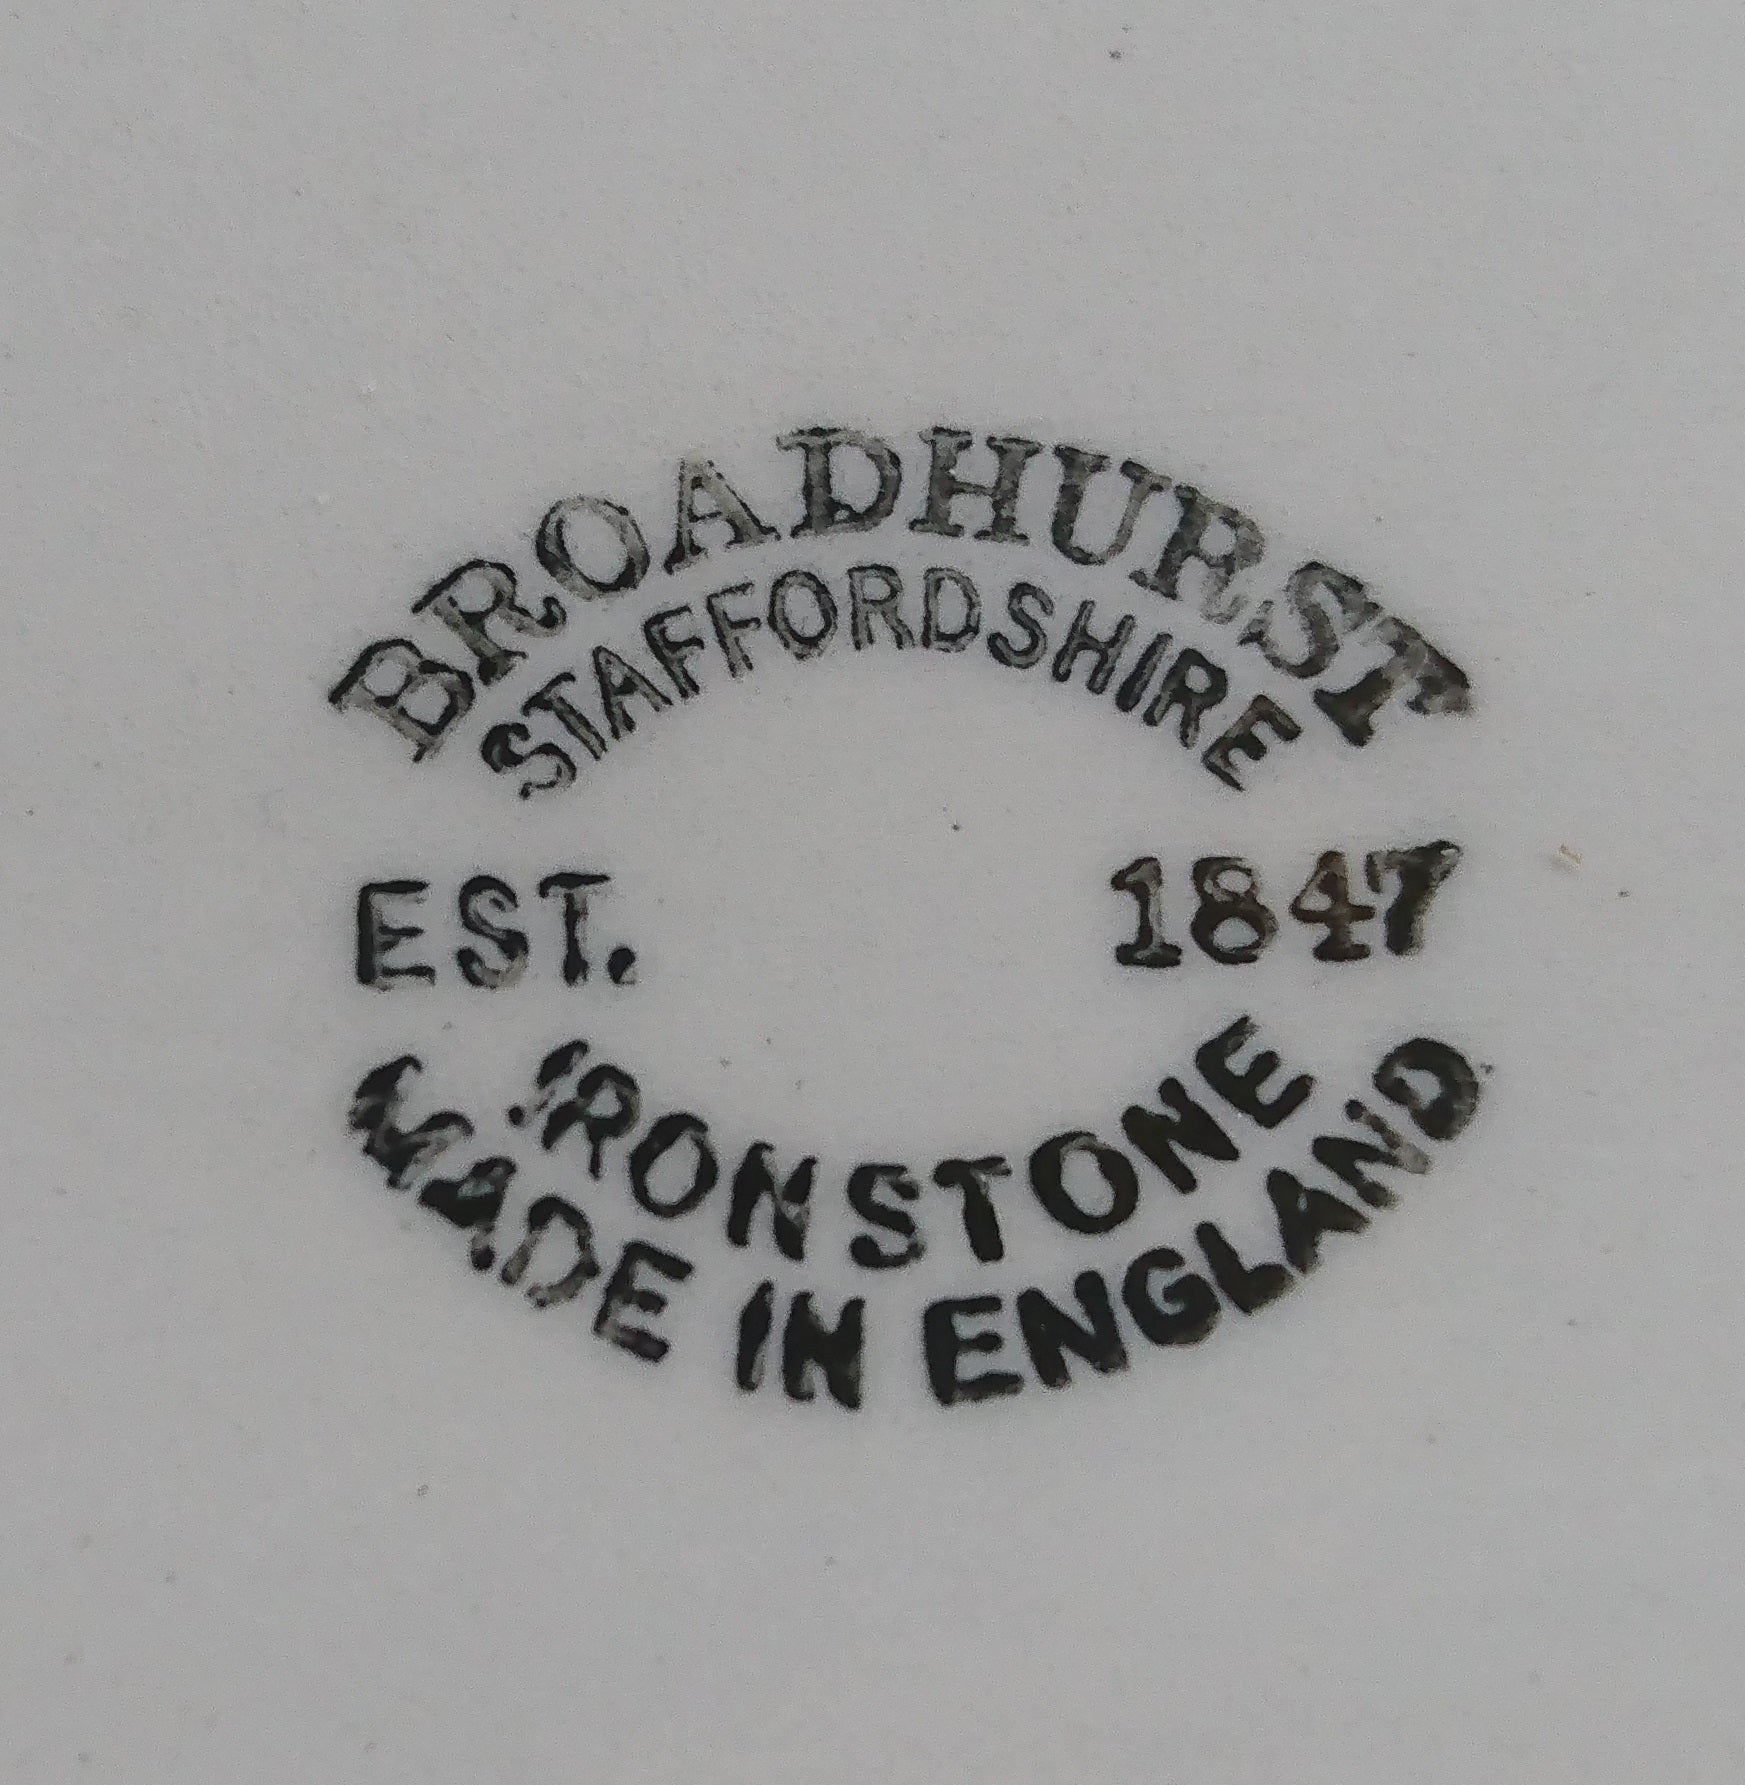 BROADHURST
STAFFORDSHIRE
EST. 1847
IRONSTONE
MADE IN ENGLAND